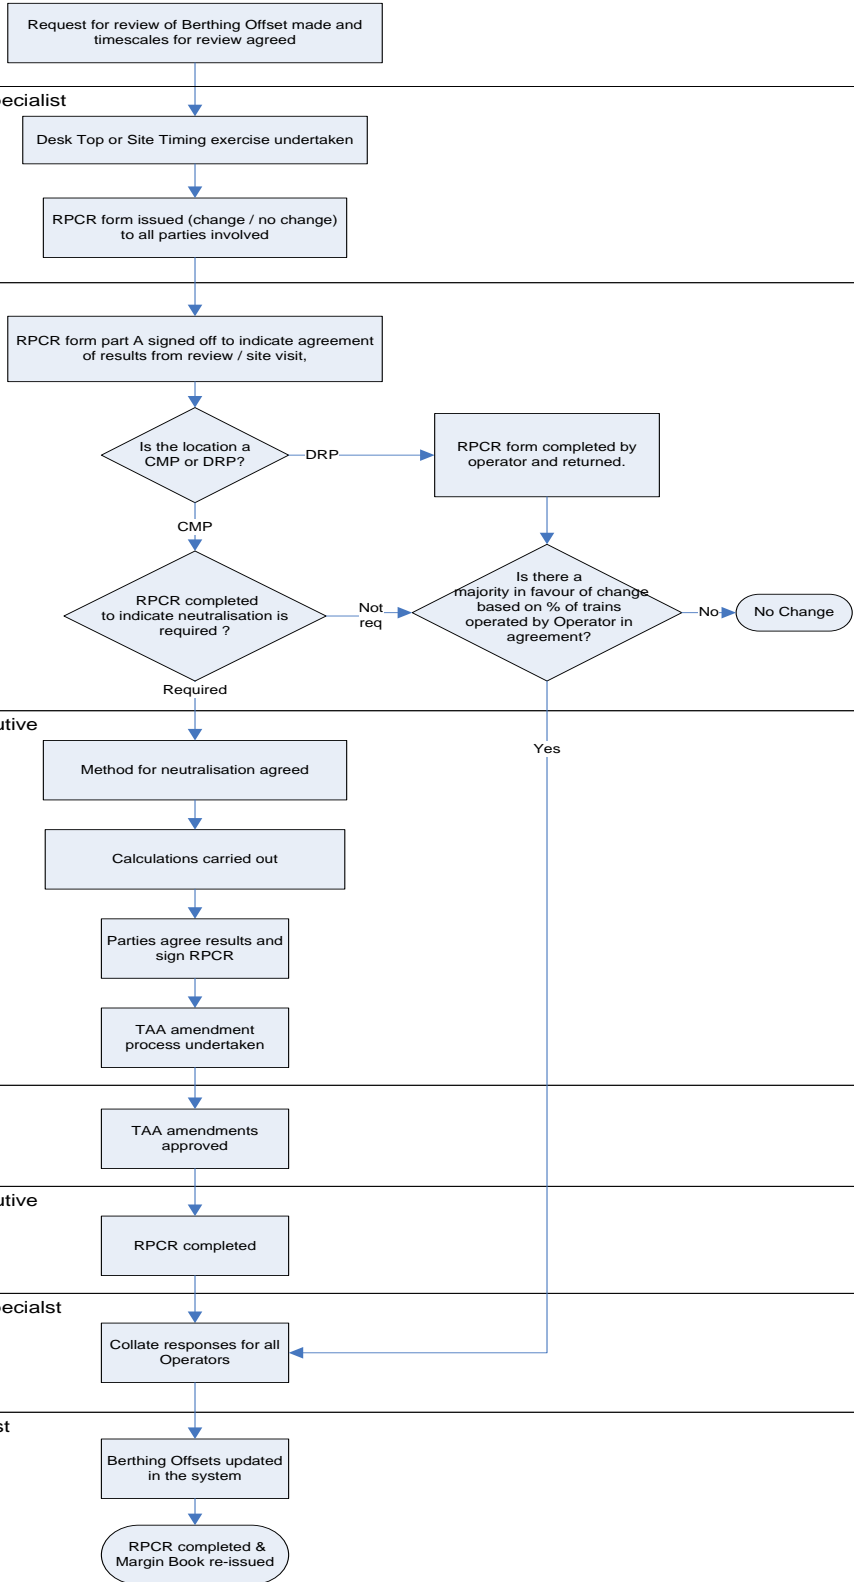 Request for review of Berthing Offset made and
timescales for review agreed
ecialist
Desk Top or Site Timing exercise undertaken
RPCR form issued (change / no change)
to all parties involved
RPCR form part A signed off to indicate agreement
of results from review / site visit,
Is the location a
CMP or DRP?
DRP
RPCR form completed by
operator and returned.
CMP
RPCR completed
to indicate neutralisation is
required ?
Not
req
Is there a
majority in favour of change
based on % of trains
operated by Operator in
agreement?
No
No Change
Required
utive
Yes
Method for neutralisation agreed
Calculations carried out
Parties agree results and
sign RPCR
TAA amendment
process undertaken
TAA amendments
approved
utive
RPCR completed
ecialst
Collate responses for all
Operators
st
Berthing Offsets updated
in the system
RPCR completed &
Margin Book re-issued